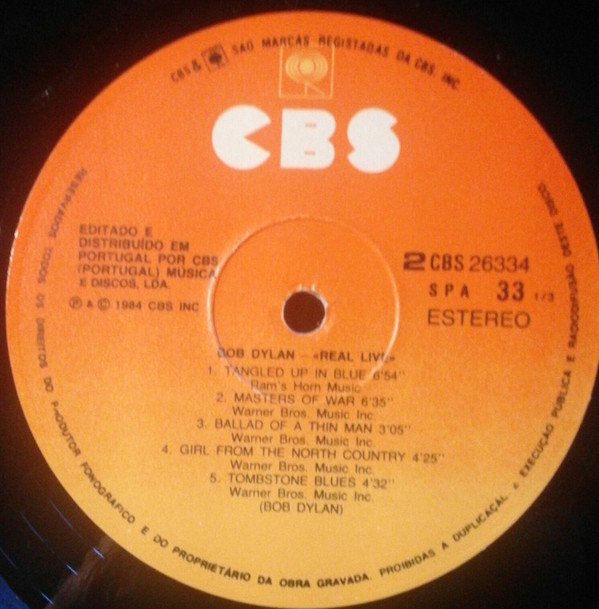 CBS & SAO MARCAS REGISTADAS DA CBS, INC.
CBS
EDITADO E
DISTRIBUÍDO EM
PORTUGAL POR CBS
(PORTUGAL) MÚSICA
E DISCOS, LDA.
℗ & © 1984 CBS INC
2 CBS 26334
SPA 33 1/3
ESTEREO
BOB DYLAN — «REAL LIVE»
1. TANGLED UP IN BLUE 6'54"
Ram's Horn Music
2. MASTERS OF WAR 6'35"
Warner Bros. Music Inc.
3. BALLAD OF A THIN MAN 3'05"
Warner Bros. Music Inc.
4. GIRL FROM THE NORTH COUNTRY 4'25"
Warner Bros. Music Inc.
5. TOMBSTONE BLUES 4'32"
Warner Bros. Music Inc.
(BOB DYLAN)
RESERVADOS TODOS OS DIREITOS DO PRODUTOR FONOGRAFICO E DO PROPRIETÁRIO DA OBRA GRAVADA. PROIBIDAS A DUPLICAÇAL e EXECUÇÃO PÚBLICA E RADIODIFUSÃO DESTE DISCO.